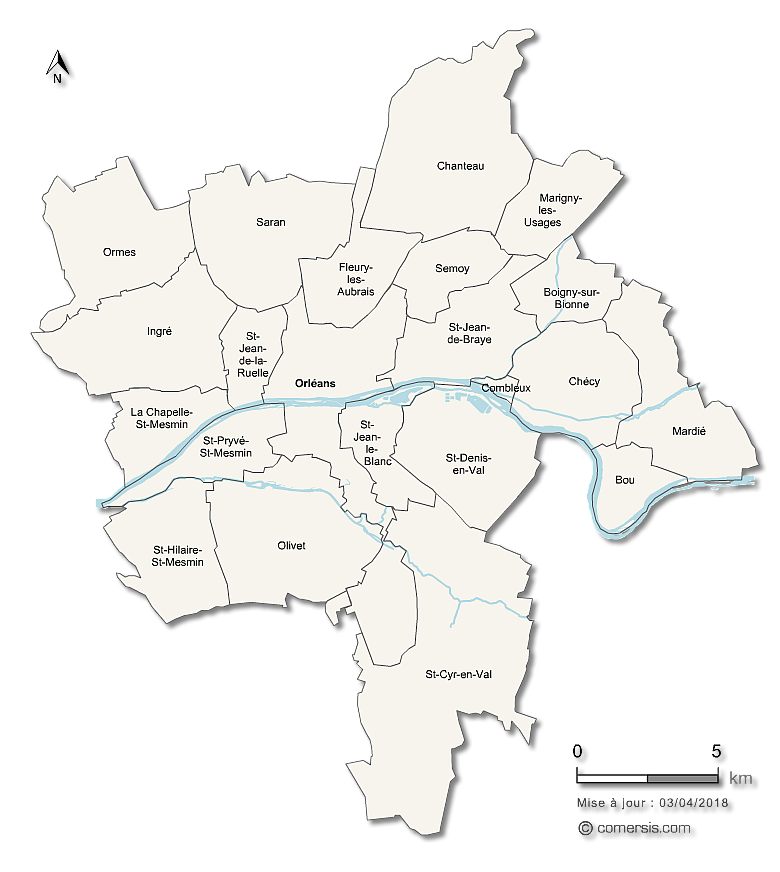 N
Chanteau
Marigny-
les-
Usages
Saran
Ormes
Fleury-
les-
Aubrais
Semoy
Boigny-sur-
Bionne
Ingré
St-
Jean-
de-la-
Ruelle
St-Jean-
de-Braye
Orléans
Combleux
Chécy
La Chapelle-
St-Mesmin
St-Pryvé-
St-Mesmin
St-
Jean-
le-
Blanc
Mardié
St-Denis-
en-Val
Bou
St-Hilaire-
St-Mesmin
Olivet
St-Cyr-en-Val
0 5
km
Mise à jour : 03/04/2018
© comersis.com